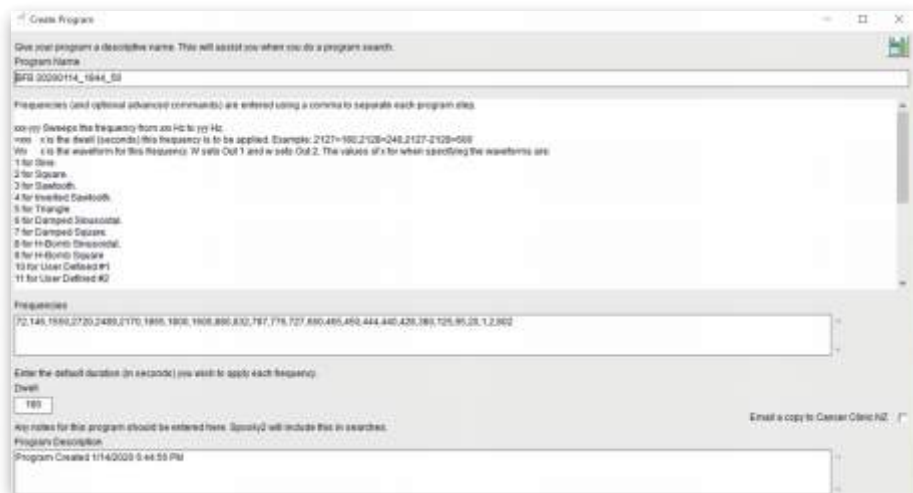 Create Program
Give your program a descriptive name. This will assist you when you do a program search.
Program Name
BFB 20200114_1844_50
Frequencies (and optional advanced commands) are entered using a comma to separate each program step.
xxx-yyy Sweeps the frequency from xxx Hz to yyy Hz.
=xxx x is the dwell (seconds) this frequency is to be applied. Example: 2127=180,2128=240,2127-2128=600
Wx x is the waveform for this frequency. W sets Out 1 and w sets Out 2. The values of x for when specifying the waveforms are:
1 for Sine.
2 for Square.
3 for Sawtooth.
4 for Inverted Sawtooth.
5 for Triangle
6 for Damped Sinusoidal.
7 for Damped Square.
8 for H-Bomb Sinusoidal.
9 for H-Bomb Square
10 for User Defined #1
11 for User Defined #2
Frequencies
72,146,1550,2720,2489,2170,1865,1800,1600,880,832,787,776,727,660,465,450,444,440,428,380,125,95,20,1.2,802
Enter the default duration (in seconds) you wish to apply each frequency.
Dwell
180
Email a copy to Cancer Clinic NZ
Any notes for this program should be entered here. Spooky2 will include this in searches.
Program Description
Program Created 1/14/2020 6:44:50 PM